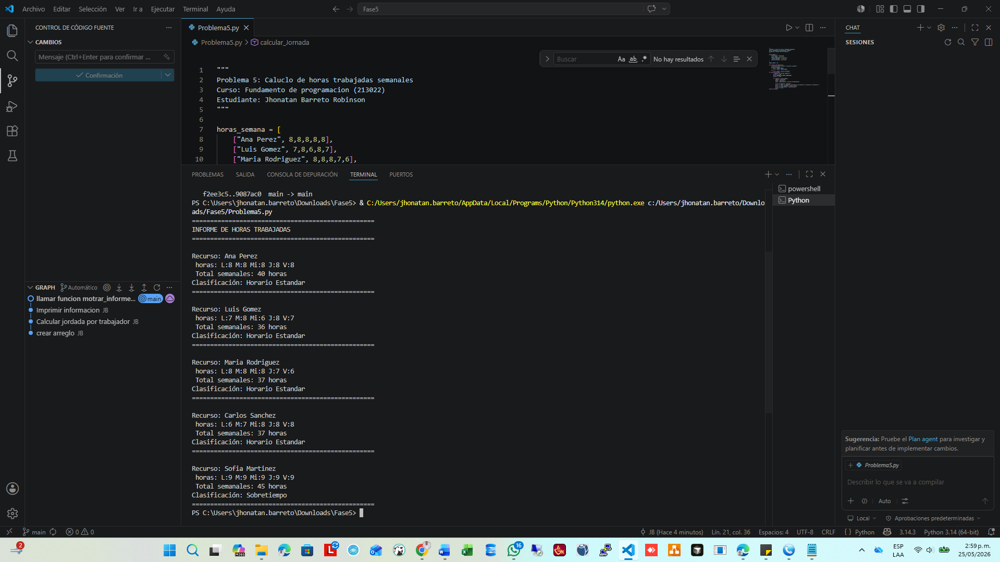 Archivo Editar Selección Ver Ir a Ejecutar Terminal Ayuda
Fase5
CONTROL DE CÓDIGO FUENTE
CAMBIOS
Mensaje (Ctrl+Enter para confirmar ...
Confirmación
GRAPH Automático
llamar funcion motrar_informe... main
Imprimir informacion JB
Calcular jordada por trabajador JB
crear arreglo JB
Problema5.py
Problema5.py > calcular_Jornada
Buscar Aa ab .* No hay resultados
1 """
2 Problema 5: Caluclo de horas trabajadas semanales
3 Curso: Fundamento de programacion (213022)
4 Estudiante: Jhonatan Barreto Robinson
5 """
6
7 horas_semana = [
8 ["Ana Perez", 8,8,8,8,8],
9 ["Luis Gomez", 7,8,6,8,7],
10 ["Maria Rodriguez", 8,8,8,7,6],
PROBLEMAS SALIDA CONSOLA DE DEPURACIÓN TERMINAL PUERTOS
f2ee3c5..9087ac0 main -> main
PS C:\Users\jhonatan.barreto\Downloads\Fase5> & C:/Users/jhonatan.barreto/AppData/Local/Programs/Python/Python314/python.exe c:/Users/jhonatan.barreto/Downlo
ads/Fase5/Problema5.py
==================================================
INFORME DE HORAS TRABAJADAS
==================================================
Recurso: Ana Perez
horas: L:8 M:8 Mi:8 J:8 V:8
Total semanales: 40 horas
Clasificación: Horario Estandar
==================================================
Recurso: Luis Gomez
horas: L:7 M:8 Mi:6 J:8 V:7
Total semanales: 36 horas
Clasificación: Horario Estandar
==================================================
Recurso: Maria Rodriguez
horas: L:8 M:8 Mi:8 J:7 V:6
Total semanales: 37 horas
Clasificación: Horario Estandar
==================================================
Recurso: Carlos Sanchez
horas: L:6 M:7 Mi:8 J:8 V:8
Total semanales: 37 horas
Clasificación: Horario Estandar
==================================================
Recurso: Sofia Martinez
horas: L:9 M:9 Mi:9 J:9 V:9
Total semanales: 45 horas
Clasificación: Sobretiempo
==================================================
PS C:\Users\jhonatan.barreto\Downloads\Fase5>
powershell
Python
CHAT
SESIONES
Sugerencia: Pruebe el Plan agent para investigar y
planificar antes de implementar cambios.
Problema5.py
Describir lo que se va a compilar
Auto
Local Aprobaciones predeterminadas
main 0 0
JB (Hace 4 minutos) Lín. 21, col. 36 Espacios: 4 UTF-8 CRLF { } Python 3.14.3 Python 3.14 (64-bit)
2
M365
16
ESP
LAA
2:59 p. m.
25/05/2026